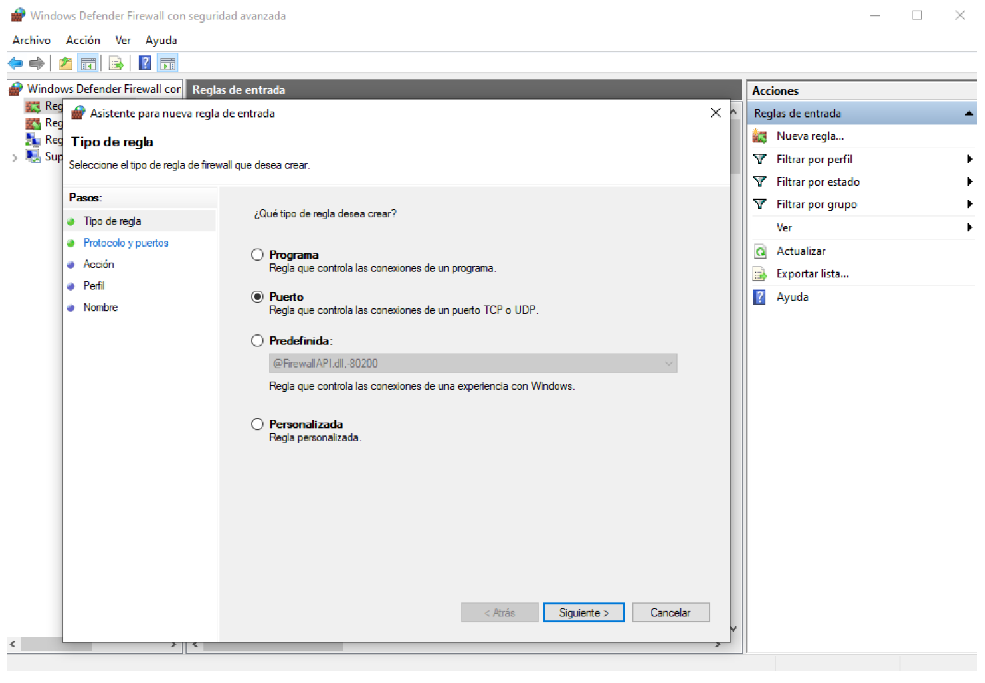 Windows Defender Firewall con seguridad avanzada
Archivo Acción Ver Ayuda
Windows Defender Firewall con
Reg
Reg
Reg
Sup
Reglas de entrada
Asistente para nueva regla de entrada
Tipo de regla
Seleccione el tipo de regla de firewall que desea crear.
Pasos:
Tipo de regla
Protocolo y puertos
Acción
Perfil
Nombre
¿Qué tipo de regla desea crear?
Programa
Regla que controla las conexiones de un programa.
Puerto
Regla que controla las conexiones de un puerto TCP o UDP.
Predefinida:
@FirewallAPI.dll,-80200
Regla que controla las conexiones de una experiencia con Windows.
Personalizada
Regla personalizada.
< Atrás
Siguiente >
Cancelar
Acciones
Reglas de entrada
Nueva regla...
Filtrar por perfil
Filtrar por estado
Filtrar por grupo
Ver
Actualizar
Exportar lista...
Ayuda